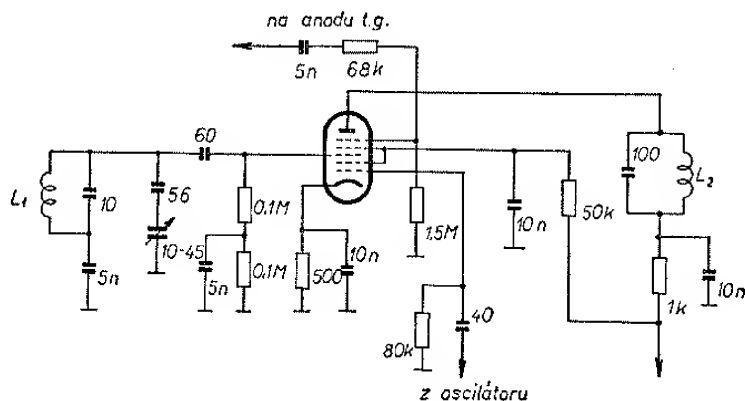 na anodu t.g.
5n
68k
60
100
L₂
L₁
10
56
0,1M
10n
50k
1,5M
10-45
5n
5n
0,1M
500
10n
10n
1k
80k
40
z oscilátoru